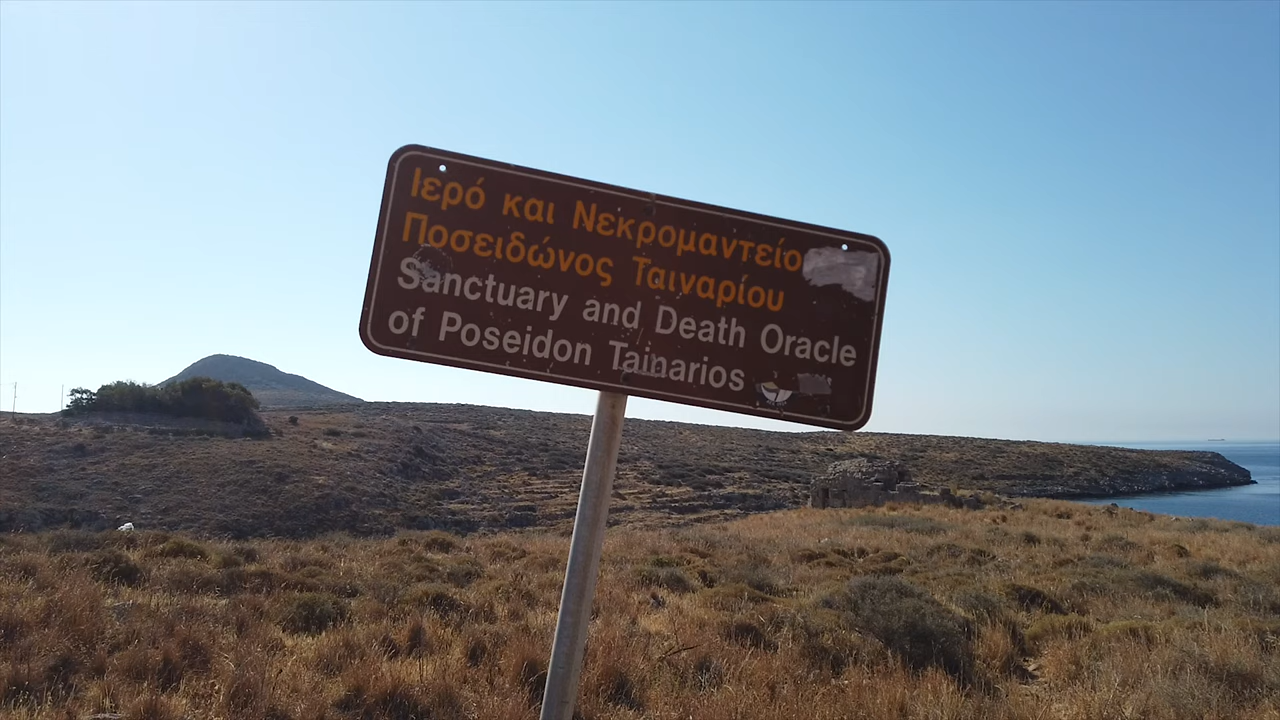 Ιερό και Νεκρομαντείο
Ποσειδώνος Ταιναρίου
Sanctuary and Death Oracle
of Poseidon Tainarios